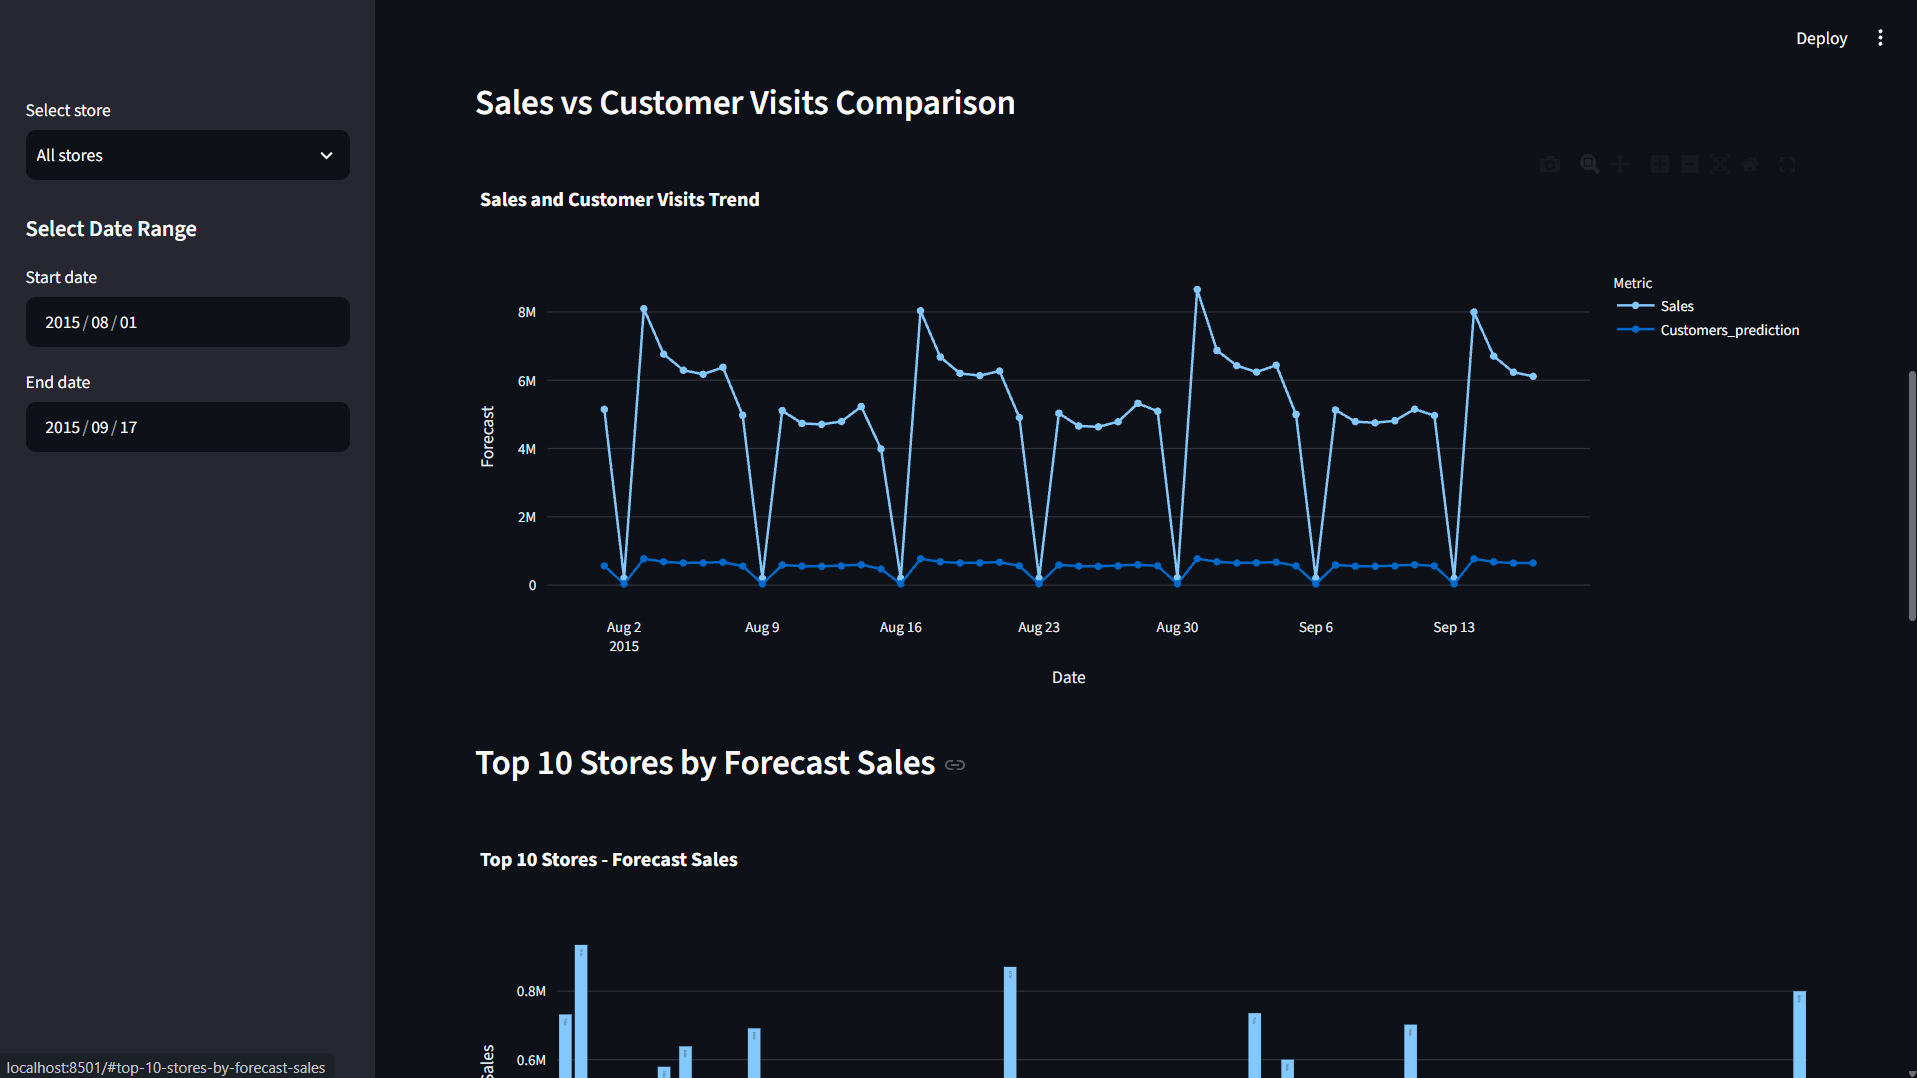 Deploy
Select store
All stores
Select Date Range
Start date
2015/08/01
End date
2015/09/17
Sales vs Customer Visits Comparison
Sales and Customer Visits Trend
Metric
Sales
Customers_prediction
Forecast
8M
6M
4M
2M
0
Aug 2
2015
Aug 9
Aug 16
Aug 23
Aug 30
Sep 6
Sep 13
Date
Top 10 Stores by Forecast Sales
Top 10 Stores - Forecast Sales
0.8M
0.6M
localhost:8501/#top-10-stores-by-forecast-sales